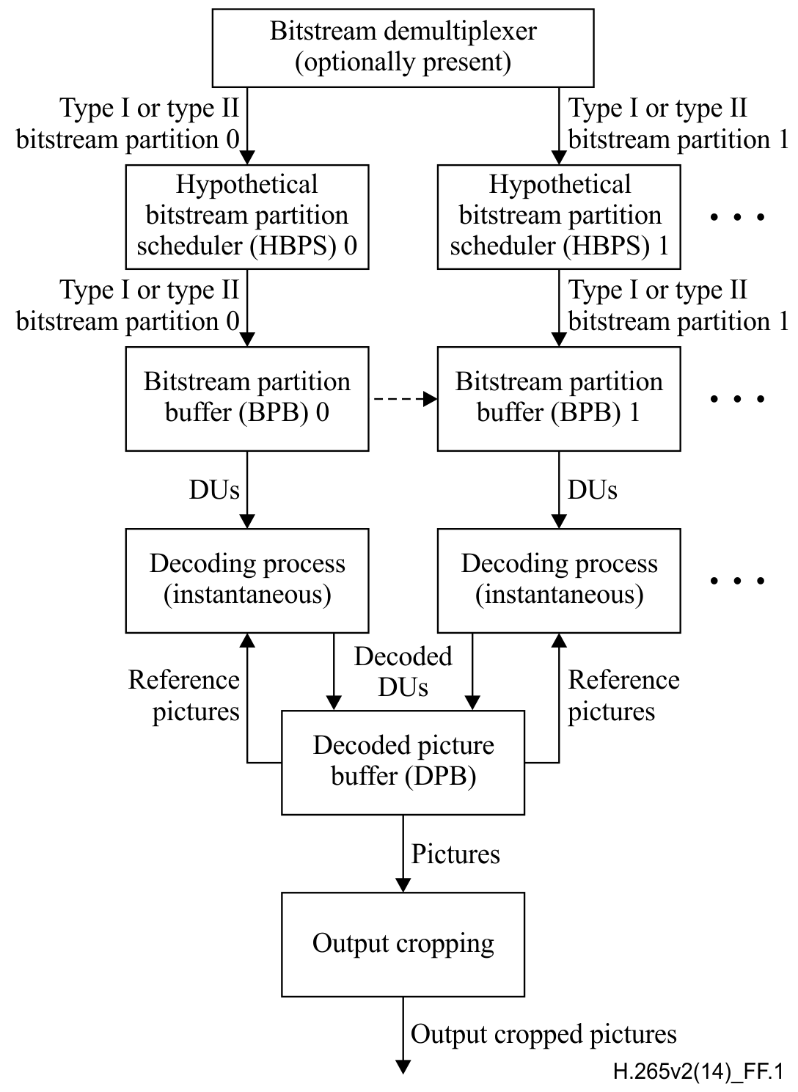 Bitstream demultiplexer
(optionally present)
Type I or type II
bitstream partition 0
Type I or type II
bitstream partition 1
Hypothetical
bitstream partition
scheduler (HBPS) 0
Hypothetical
bitstream partition
scheduler (HBPS) 1
Type I or type II
bitstream partition 0
Type I or type II
bitstream partition 1
Bitstream partition
buffer (BPB) 0
Bitstream partition
buffer (BPB) 1
DUs
DUs
Decoding process
(instantaneous)
Decoding process
(instantaneous)
Reference
pictures
Decoded
DUs
Reference
pictures
Decoded picture
buffer (DPB)
Pictures
Output cropping
Output cropped pictures
H.265v2(14)_FF.1